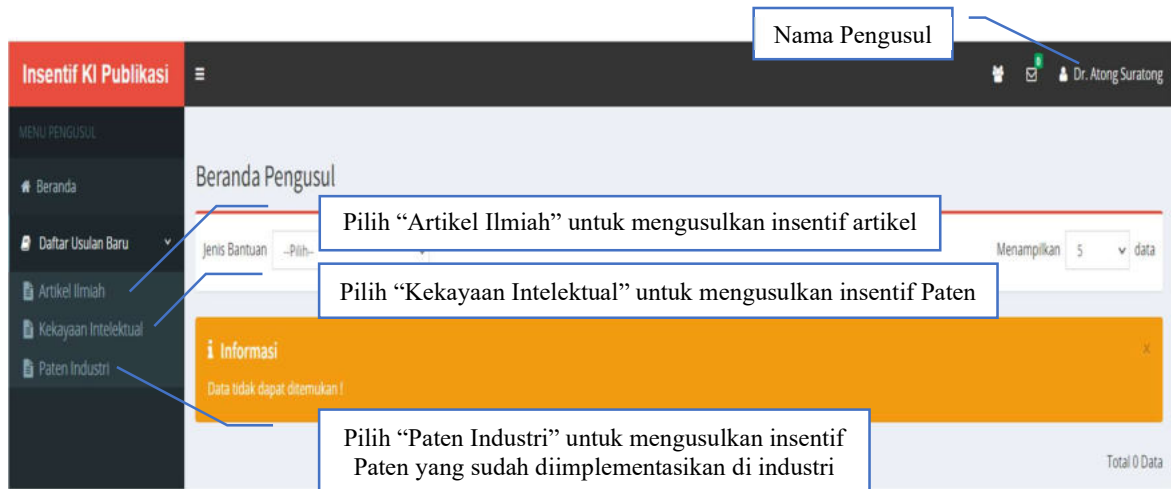 Nama Pengusul
Insentif KI Publikasi
0
Dr. Atong Suratong
MENU PENGUSUL
Beranda
Beranda Pengusul
Pilih “Artikel Ilmiah” untuk mengusulkan insentif artikel
Daftar Usulan Baru
Jenis Bantuan --Pilih--
Menampilkan 5 data
Artikel Ilmiah
Pilih “Kekayaan Intelektual” untuk mengusulkan insentif Paten
Kekayaan Intelektual
i Informasi
x
Paten Industri
Data tidak dapat ditemukan !
Pilih “Paten Industri” untuk mengusulkan insentif
Paten yang sudah diimplementasikan di industri
Total 0 Data